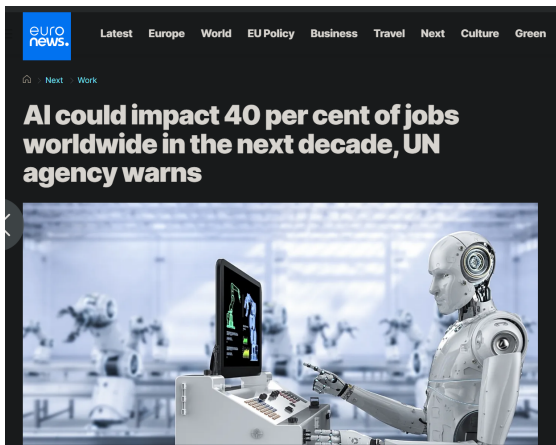 euro
news.
Latest Europe World EU Policy Business Travel Next Culture Green
Next Work
AI could impact 40 per cent of jobs
worldwide in the next decade, UN
agency warns